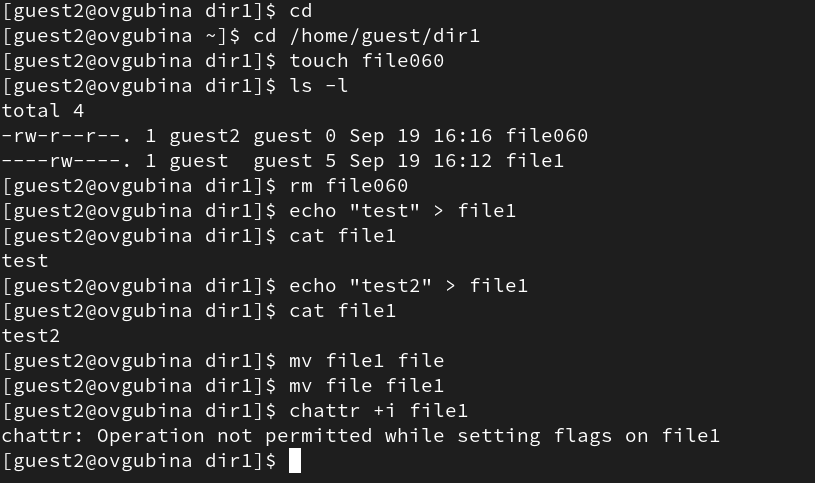 [guest2@ovgubina dir1]$ cd
[guest2@ovgubina ~]$ cd /home/guest/dir1
[guest2@ovgubina dir1]$ touch file060
[guest2@ovgubina dir1]$ ls -l
total 4
-rw-r--r--. 1 guest2 guest 0 Sep 19 16:16 file060
----rw----. 1 guest  guest 5 Sep 19 16:12 file1
[guest2@ovgubina dir1]$ rm file060
[guest2@ovgubina dir1]$ echo "test" > file1
[guest2@ovgubina dir1]$ cat file1
test
[guest2@ovgubina dir1]$ echo "test2" > file1
[guest2@ovgubina dir1]$ cat file1
test2
[guest2@ovgubina dir1]$ mv file1 file
[guest2@ovgubina dir1]$ mv file file1
[guest2@ovgubina dir1]$ chattr +i file1
chattr: Operation not permitted while setting flags on file1
[guest2@ovgubina dir1]$